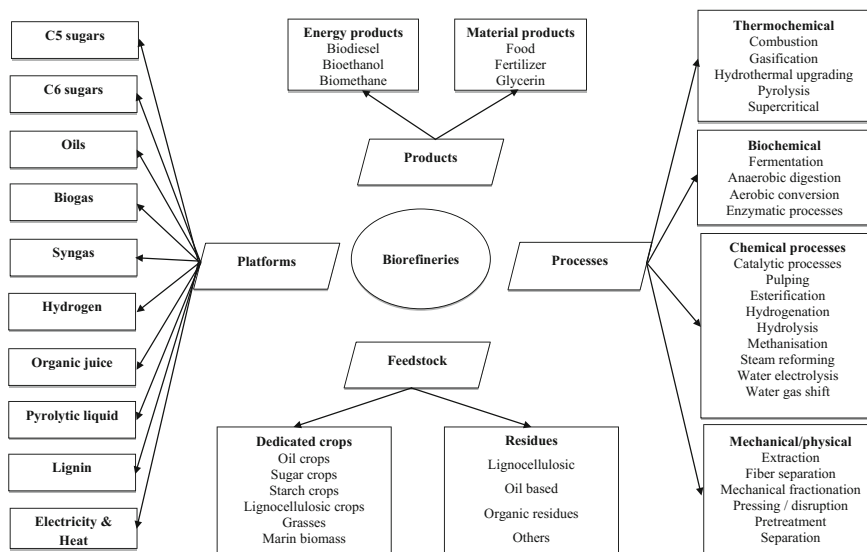 C5 sugars
C6 sugars
Oils
Biogas
Syngas
Hydrogen
Organic juice
Pyrolytic liquid
Lignin
Electricity &
Heat
Platforms
Energy products
Biodiesel
Bioethanol
Biomethane
Material products
Food
Fertilizer
Glycerin
Products
Biorefineries
Feedstock
Dedicated crops
Oil crops
Sugar crops
Starch crops
Lignocellulosic crops
Grasses
Marin biomass
Residues
Lignocellulosic
Oil based
Organic residues
Others
Processes
Thermochemical
Combustion
Gasification
Hydrothermal upgrading
Pyrolysis
Supercritical
Biochemical
Fermentation
Anaerobic digestion
Aerobic conversion
Enzymatic processes
Chemical processes
Catalytic processes
Pulping
Esterification
Hydrogenation
Hydrolysis
Methanisation
Steam reforming
Water electrolysis
Water gas shift
Mechanical/physical
Extraction
Fiber separation
Mechanical fractionation
Pressing / disruption
Pretreatment
Separation